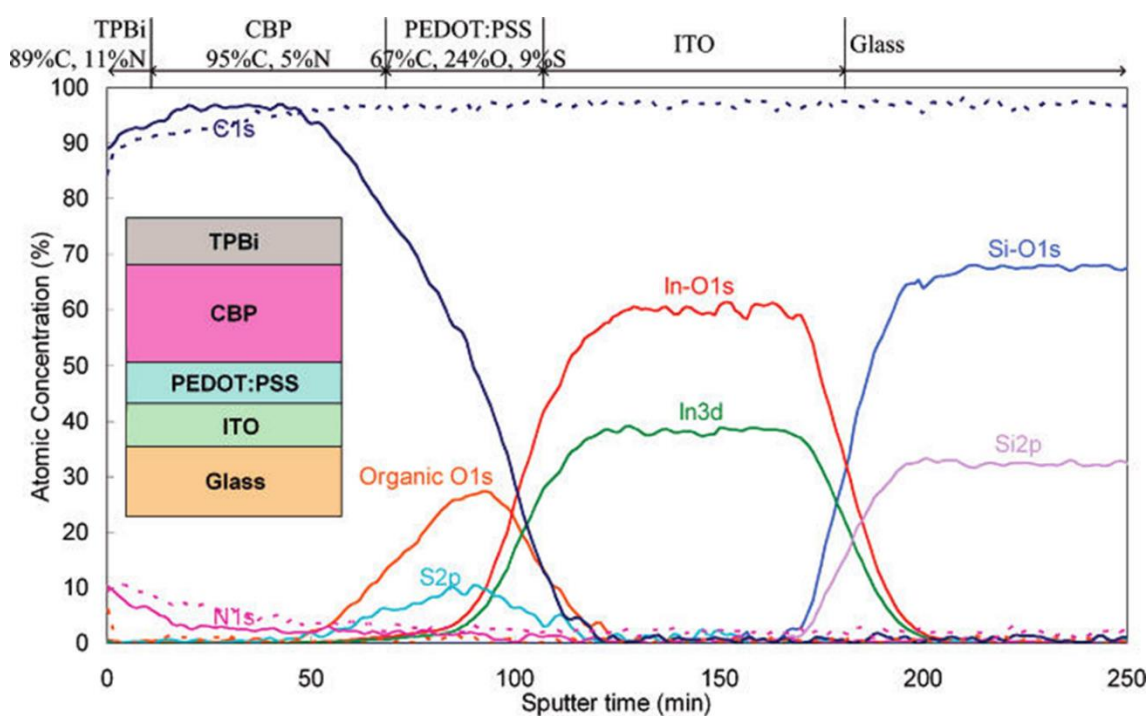 TPBi CBP PEDOT:PSS ITO Glass
89%C, 11%N 95%C, 5%N 67%C, 24%O, 9%S
100
90
80
70
60
50
40
30
20
10
0
Atomic Concentration (%)
C1s
TPBi
CBP
PEDOT:PSS
ITO
Glass
Si-O1s
In-O1s
In3d
Si2p
Organic O1s
S2p
N1s
0 50 100 150 200 250
Sputter time (min)